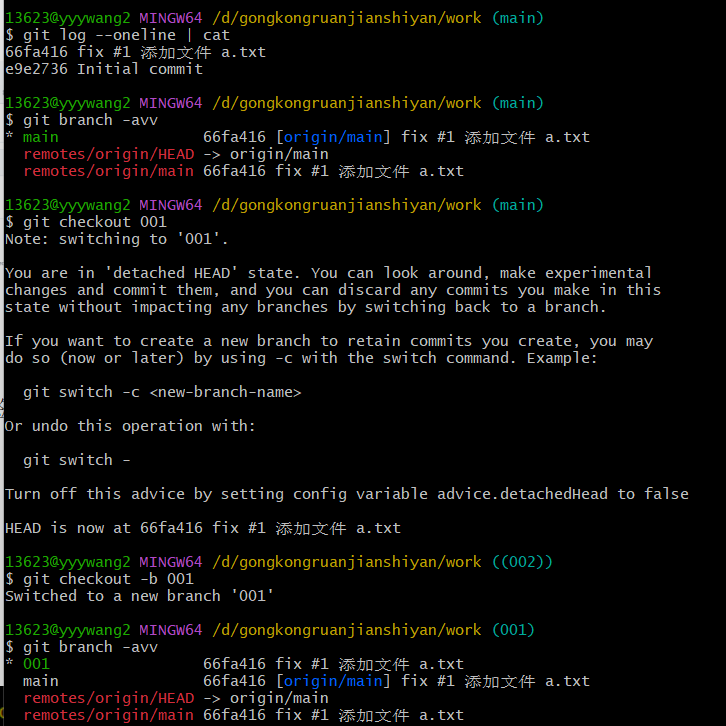 13623@yyywang2 MINGW64 /d/gongkongruanjianshiyan/work (main)
$ git log --oneline | cat
66fa416 fix #1 添加文件 a.txt
e9e2736 Initial commit
13623@yyywang2 MINGW64 /d/gongkongruanjianshiyan/work (main)
$ git branch -avv
* main 66fa416 [origin/main] fix #1 添加文件 a.txt
remotes/origin/HEAD -> origin/main
remotes/origin/main 66fa416 fix #1 添加文件 a.txt
13623@yyywang2 MINGW64 /d/gongkongruanjianshiyan/work (main)
$ git checkout 001
Note: switching to '001'.
You are in 'detached HEAD' state. You can look around, make experimental
changes and commit them, and you can discard any commits you make in this
state without impacting any branches by switching back to a branch.
If you want to create a new branch to retain commits you create, you may
do so (now or later) by using -c with the switch command. Example:
git switch -c <new-branch-name>
Or undo this operation with:
git switch -
Turn off this advice by setting config variable advice.detachedHead to false
HEAD is now at 66fa416 fix #1 添加文件 a.txt
13623@yyywang2 MINGW64 /d/gongkongruanjianshiyan/work ((002))
$ git checkout -b 001
Switched to a new branch '001'
13623@yyywang2 MINGW64 /d/gongkongruanjianshiyan/work (001)
$ git branch -avv
* 001 66fa416 fix #1 添加文件 a.txt
main 66fa416 [origin/main] fix #1 添加文件 a.txt
remotes/origin/HEAD -> origin/main
remotes/origin/main 66fa416 fix #1 添加文件 a.txt